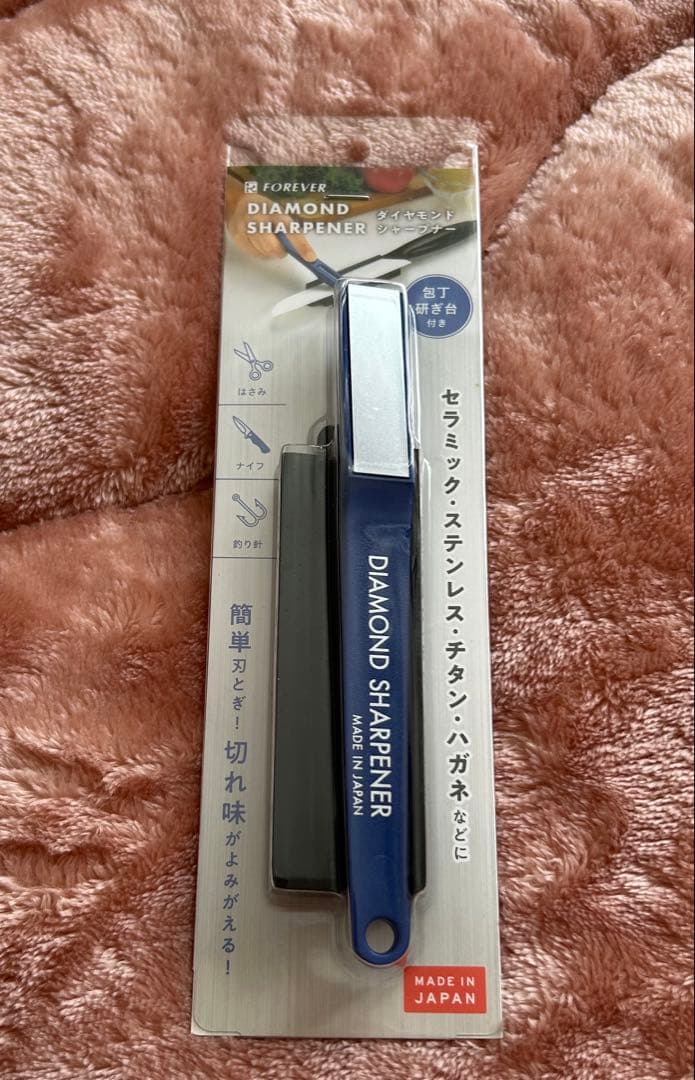 FOREVER
DIAMOND
SHARPENER
ダイヤモンド
シャープナー
包丁
研ぎ台
付き
はさみ
ナイフ
釣り針
セラミック・ステンレス・チタン・ハガネなどに
簡単刃とぎ！切れ味がよみがえる！
DIAMOND SHARPENER
MADE IN JAPAN
MADE IN
JAPAN